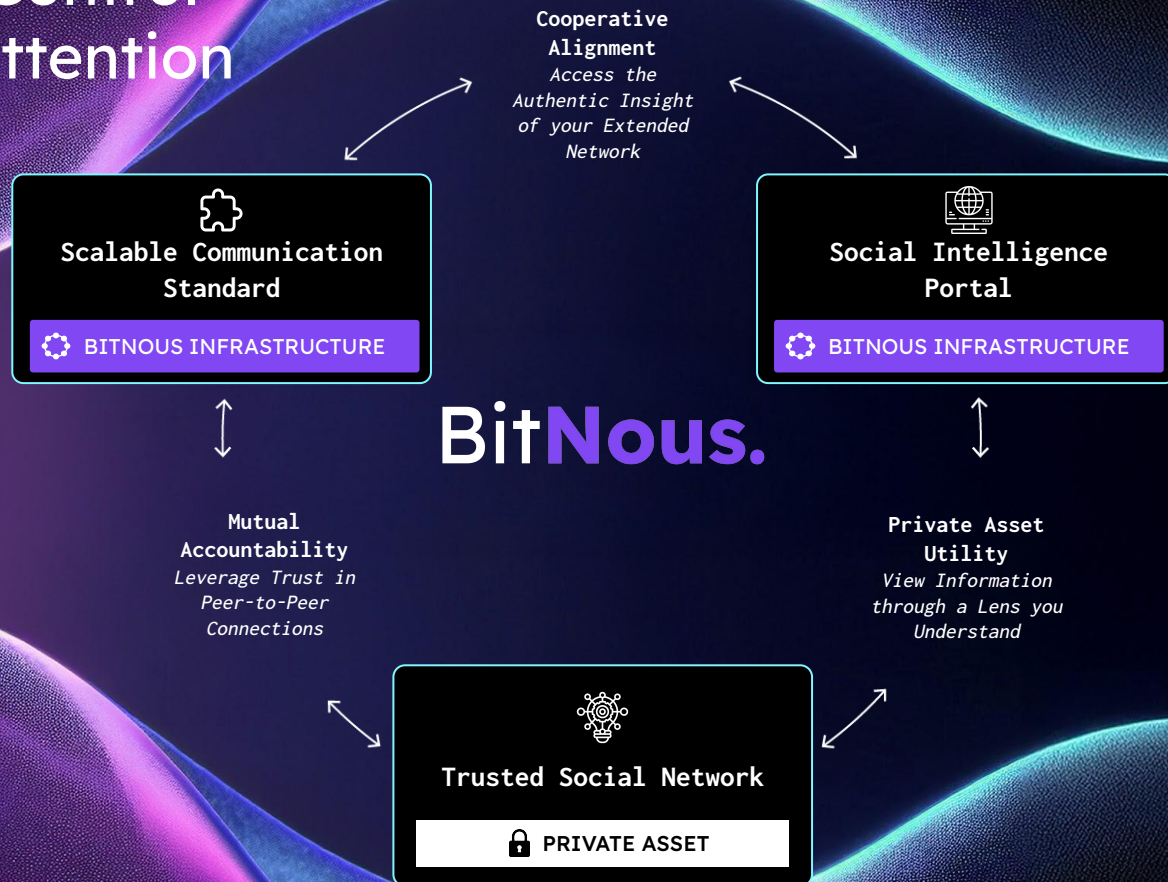 ttention
Cooperative
Alignment
Access the
Authentic Insight
of your Extended
Network
Scalable Communication
Standard
BITNOUS INFRASTRUCTURE
Social Intelligence
Portal
BITNOUS INFRASTRUCTURE
BitNous.
Mutual
Accountability
Leverage Trust in
Peer-to-Peer
Connections
Private Asset
Utility
View Information
through a Lens you
Understand
Trusted Social Network
PRIVATE ASSET